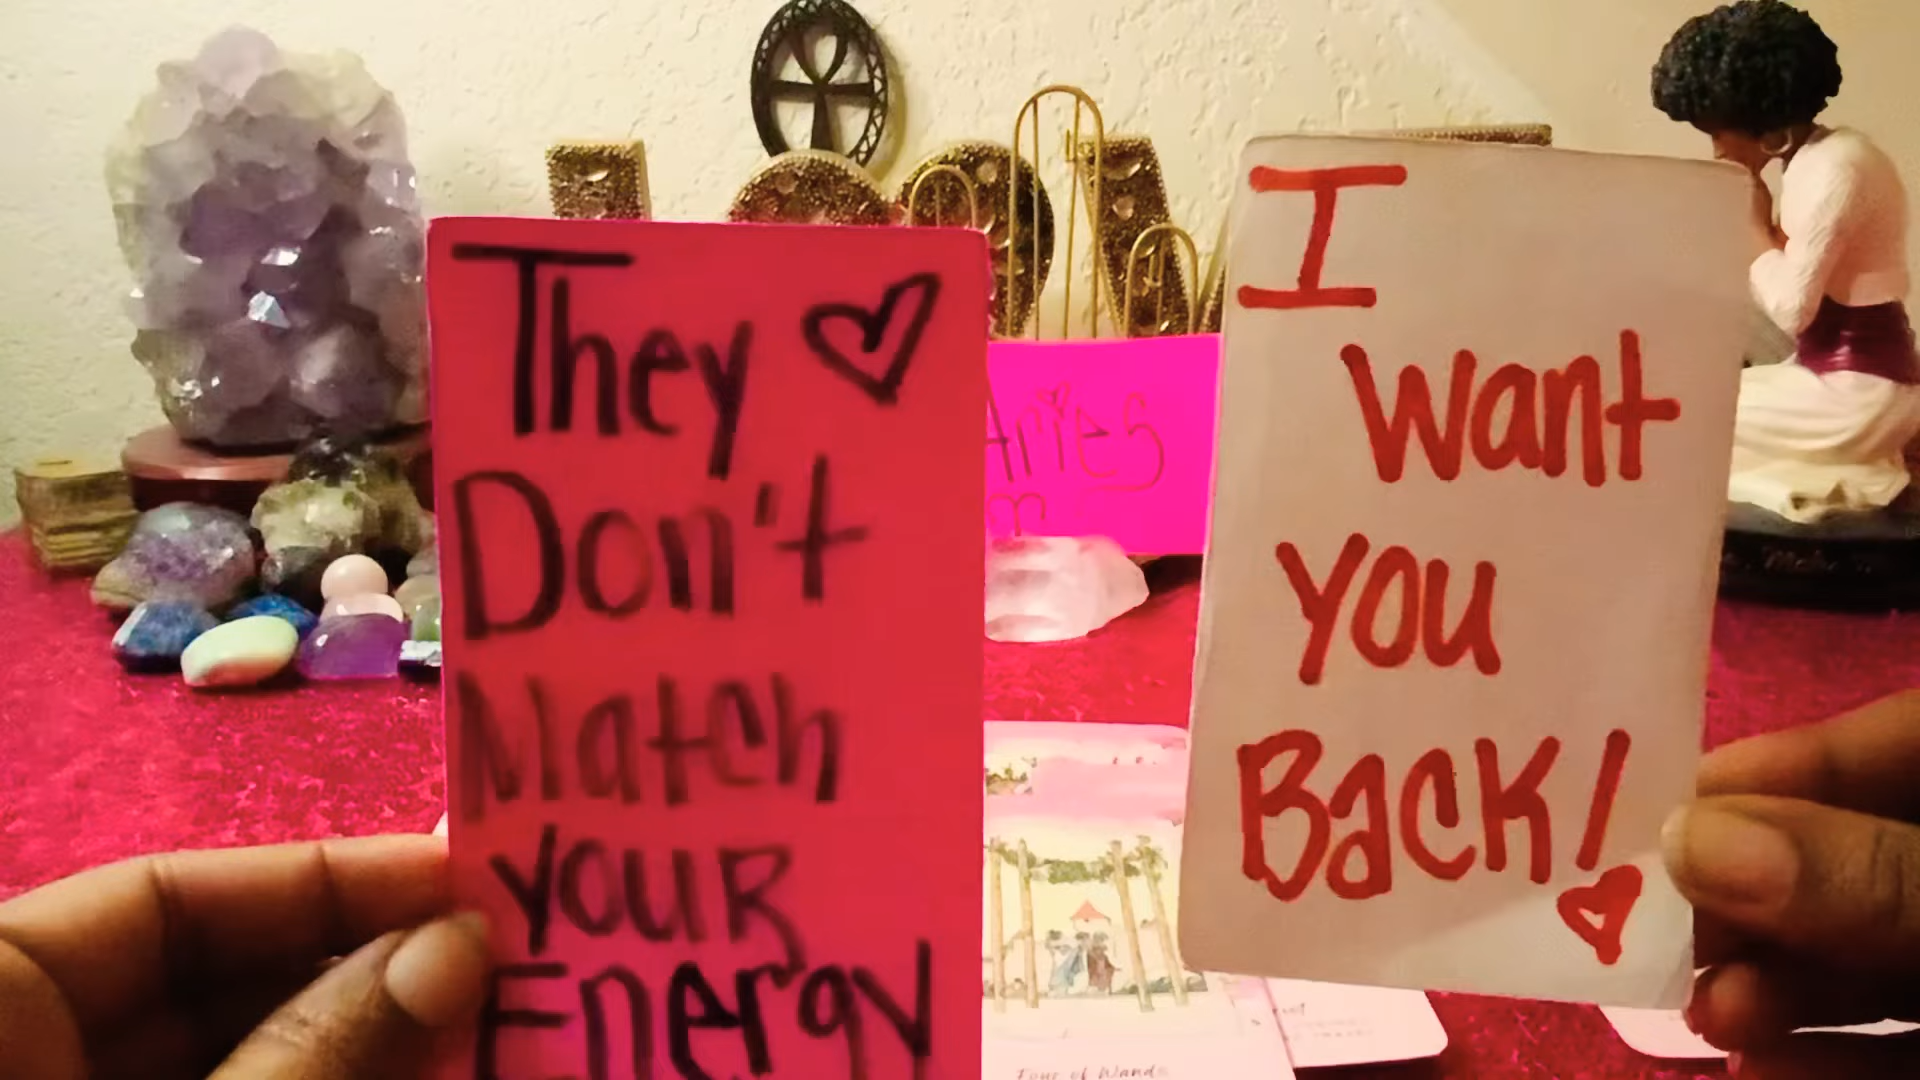 They
Don't
Match
YOUR
Energy
I
Want
You
Back!
Aries
Four of Wands